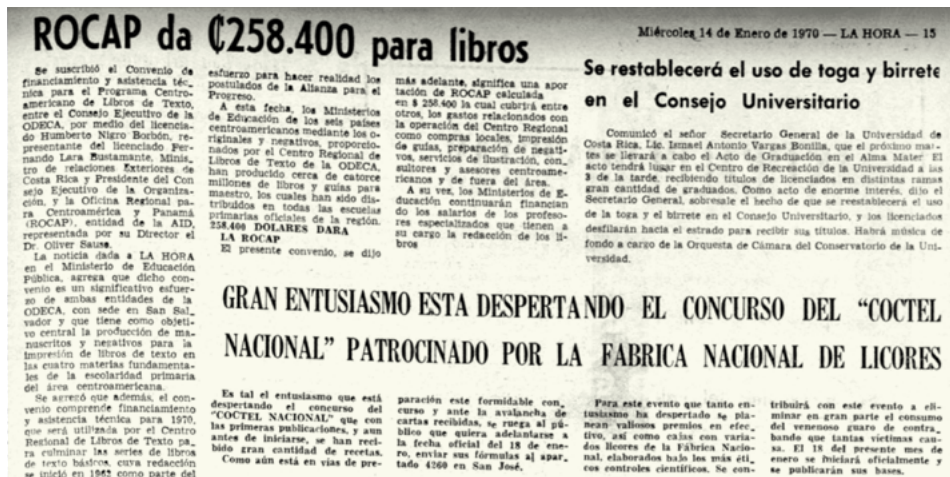 ROCAP da ₡258.400 para libros
Se suscribió el Convenio de
financiamiento y asistencia téc_
nica para el Programa Centro-
americano de Libros de Texto,
entre el Consejo Ejecutivo de la
ODECA, por medio del licencia-
do Humberto Nigro Borbón, re-
presentante del licenciado Fer-
nando Lara Bustamante, Minis_
tro de relaciones Exteriores de
Costa Rica y Presidente del Con
sejo Ejecutivo de la Organiza-
ción, y la Oficina Regional pa-
ra Centroamérica y Panamá
(ROCAP), entidad de la AID,
representada por su Director el
Dr. Oliver Sause.
La noticia dada a LA HORA
en el Ministerio de Educación
Pública, agrega que dicho con-
venio es un significativo esfuer-
zo de ambas entidades de la
ODECA, con sede en San Sal_
vador y que tiene como objeti_
vo central la producción de ma-
nuscritos y negativos para la
impresión de libros de texto en
las cuatro materias fundamenta-
les de la escolaridad primaria
del área centroamericana.
Se agregó que además, el con-
venio comprende financiamiento
y asistencia técnica para 1970,
que será utilizada por el Centro
Regional de Libros de Texto pa_
ra culminar las series de libros
de texto básicos, cuya redacción
se inició en 1962 como parte del
esfuerzo para hacer realidad los
postulados de la Alianza para el
Progreso.
A esta fecha, los Ministerios
de Educación de los seis países
centroamericanos mediante los o-
riginales y negativos, proporcio-
nados por el Centro Regional de
Libros de Texto de la ODECA,
han producido cerca de catorce
millones de libros y guías para
maestro, los cuales han sido dis-
tribuidos en todas las escuelas
primarias oficiales de la región.
258.400 DOLARES DARA
LA ROCAP
El presente convenio, se dijo
más adelante, significa una apor
tación de ROCAP calculada
en $ 258.400 la cual cubrirá entre
otros, los gastos relacionados con
la operación del Centro Regional
como compras locales, impresión
de guías, preparación de negati-
vos, servicios de ilustración, con_
sultores y asesores centroame-
ricanos y de fuera del área.
A su vez, los Ministerios de E-
ducación continuarán financian
do los salarios de los profeso-
res especializados que tienen a
su cargo la redacción de los li-
bros
Miércoles 14 de Enero de 1970 — LA HORA — 15
Se restablecerá el uso de toga y birrete
en el Consejo Universitario
Comunicó el señor Secretario General de la Universidad de
Costa Rica, Lic. Ismael Antonio Vargas Bonilla, que el próximo mar-
tes se llevará a cabo el Acto de Graduación en el Alma Mater. El
acto tendrá lugar en el Centro de Recreación de la Universidad a las
3 de la tarde, recibiendo títulos de licenciados en distintas ramas
gran cantidad de graduados. Como acto de enorme interés, dijo el
Secretario General, sobresale el hecho de que se reestablecerá el uso
de la toga y el birrete en el Consejo Universitario, y los licenciados
desfilarán hacia el estrado para recibir sus títulos. Habrá música de
fondo a cargo de la Orquesta de Cámara del Conservatorio de la Uni-
versidad.
GRAN ENTUSIASMO ESTA DESPERTANDO EL CONCURSO DEL "COCTEL
NACIONAL" PATROCINADO POR LA FABRICA NACIONAL DE LICORES
Es tal el entusiasmo que está
despertando el concurso del
"COCTEL NACIONAL" que con
las primeras publicaciones, y aun
antes de iniciarse, se han reci-
bido gran cantidad de recetas.
Como aún está en vías de pre-
paración este formidable con_
curso y ante la avalancha de
cartas recibidas, se ruega al pú-
blico que quiera adelantarse a
la fecha oficial del 18 de ene-
ro, enviar sus fórmulas al apar-
tado 4260 en San José.
Para este evento que tanto en-
tusiasmo ha despertado se pla-
nean valiosos premios en efec_
tivo, así como cajas con varia-
dos licores de la Fábrica Nacio-
nal, elaborados bajo los más éti_
cos controles científicos. Se con-
tribuirá con este evento a eli-
minar en gran parte el consumo
del venenoso guaro de contra_
bando que tantas víctimas cau-
sa. El 18 del presente mes de
enero se iniciará oficialmente y
se publicarán sus bases.